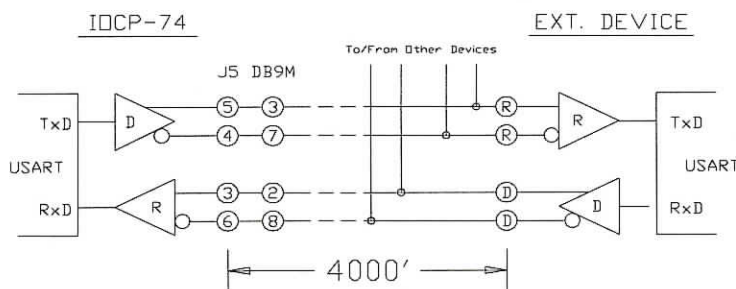 IOCP-74
EXT. DEVICE
To/From Other Devices
J5 DB9M
5 3 R
TxD D R TxD
4 7 R
USART USART
3 2 D
RxD R D RxD
6 8 D
4000'